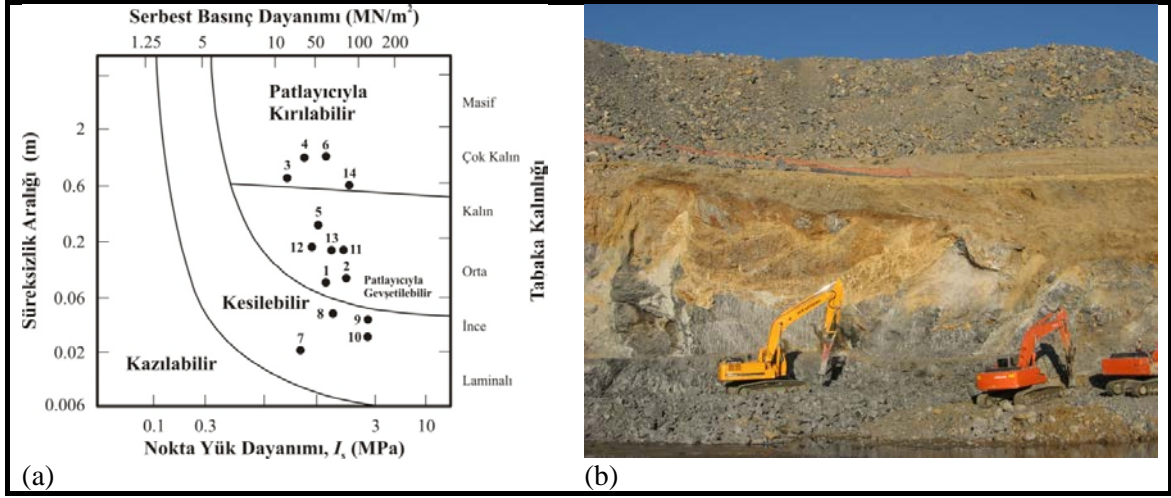 Serbest Basınç Dayanımı (MN/m²)
1.25 5 10 50 100 200
Patlayıcıyla
Kırılabilir
Masif
2
4 6
Çok Kalın
3
14
0.6
Kalın
5
0.2
12 13 11
Orta
1 2
Patlayıcıyla
Gevşetilebilir
0.06
Kesilebilir
8 9
İnce
10
7
0.02
Kazılabilir
Laminalı
0.006
0.1 0.3 3 10
Nokta Yük Dayanımı, Is (MPa)
Süreksizlik Aralığı (m)
Tabaka Kalınlığı
(a)
(b)